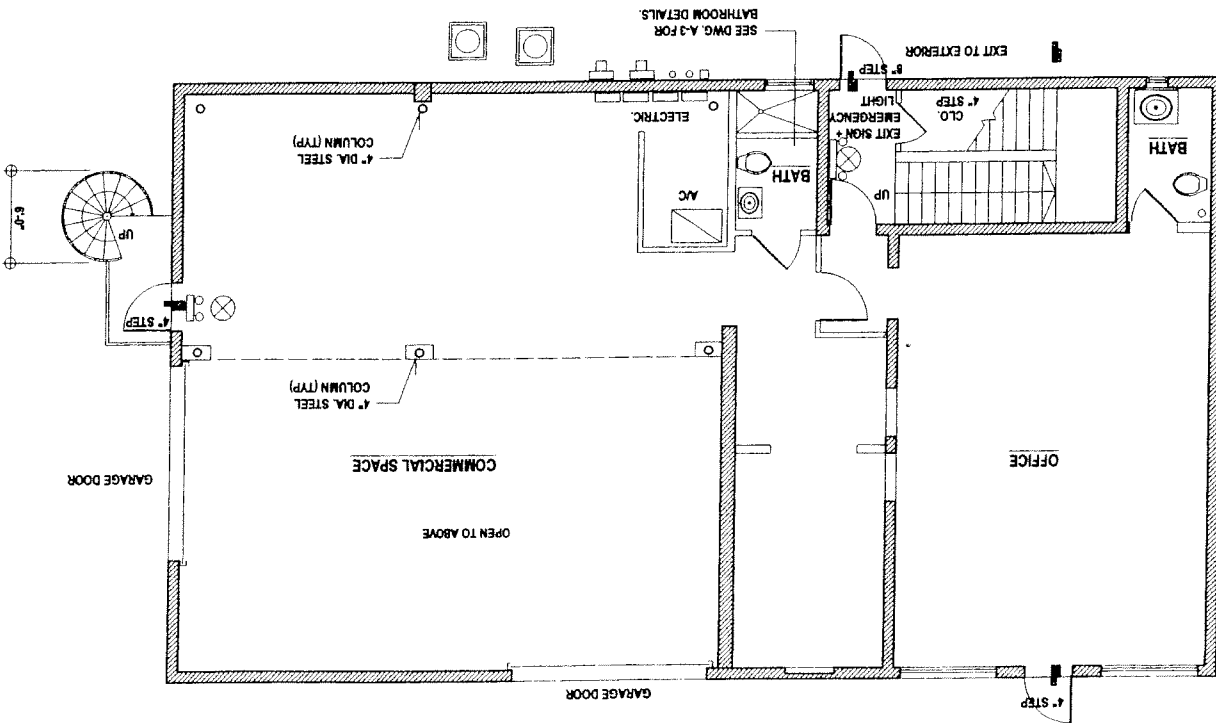 EXIT TO EXTERIOR
SEE DWG. A-3 FOR
BATHROOM DETAILS.
8" STEP
BATH
CLO.
4" STEP
EXIT SIGN +
EMERGENCY
LIGHT
UP
BATH
ELECTRIC.
A/C
4" DIA. STEEL
COLUMN (TYP)
6'-0"
UP
4" STEP
4" DIA. STEEL
COLUMN (TYP)
OFFICE
COMMERCIAL SPACE
GARAGE DOOR
OPEN TO ABOVE
GARAGE DOOR
4" STEP